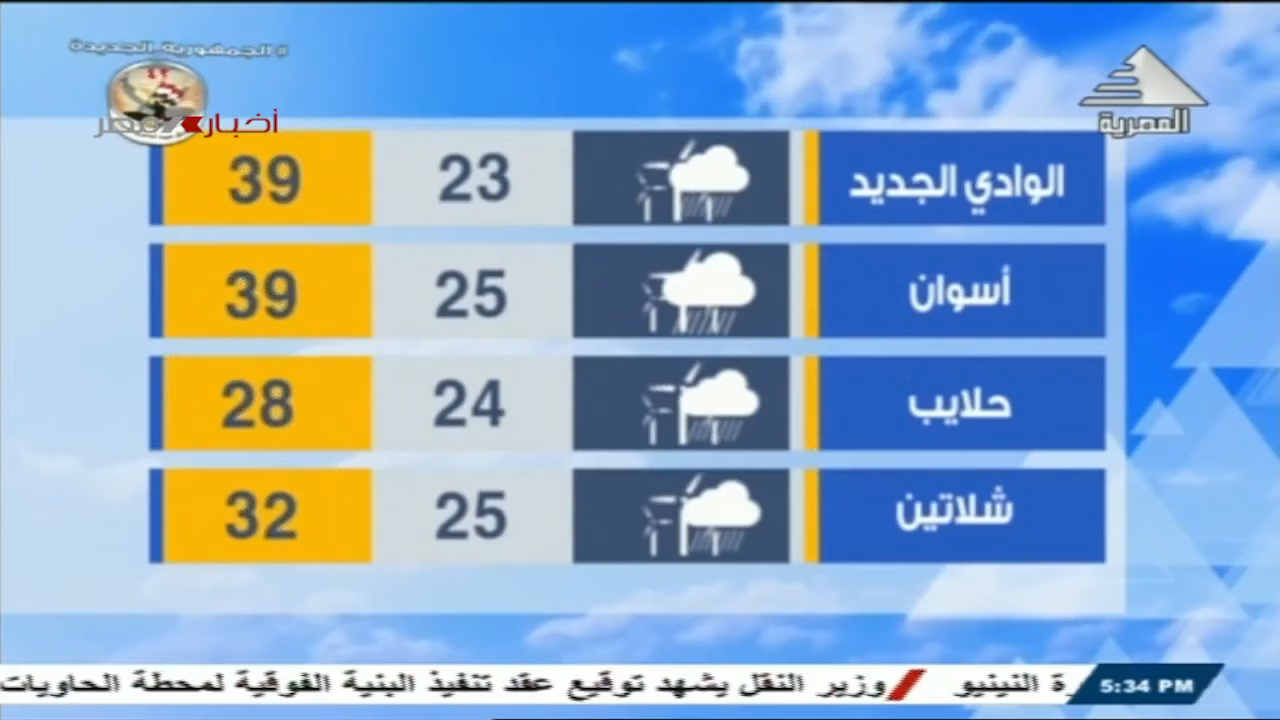 #الجمهورية_الجديدة
أخبار مصر
المصرية
الوادي الجديد 23 39
أسوان 25 39
حلايب 24 28
شلاتين 25 32
5:34 PM ة النينيو وزير النقل يشهد توقيع عقد تنفيذ البنية الفوقية لمحطة الحاويات